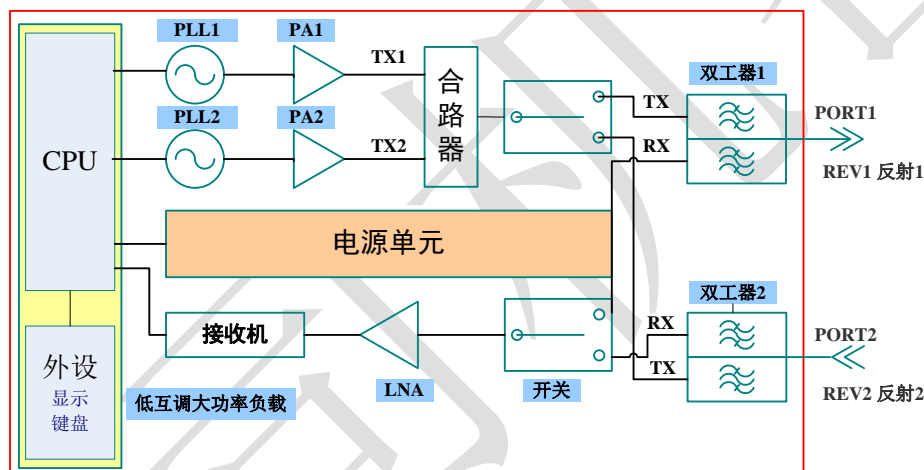 PLL1
PA1
TX1
合路器
双工器1
TX
PORT1
PLL2
PA2
TX2
RX
REV1 反射1
CPU
电源单元
双工器2
接收机
LNA
开关
RX
PORT2
TX
REV2 反射2
外设
显示
键盘
低互调大功率负载